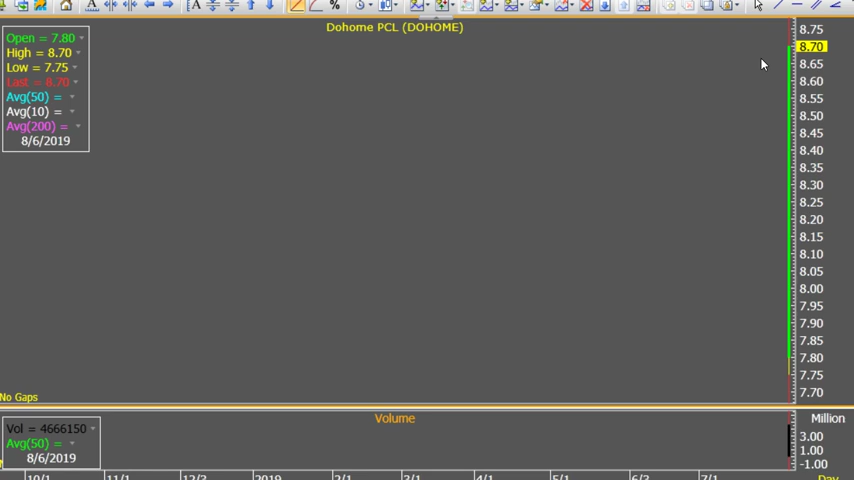 Dohome PCL (DOHOME)
Open = 7.80
High = 8.70
Low = 7.75
Last = 8.70
Avg(50) =
Avg(10) =
Avg(200) =
8/6/2019
8.75
8.70
8.65
8.60
8.55
8.50
8.45
8.40
8.35
8.30
8.25
8.20
8.15
8.10
8.05
8.00
7.95
7.90
7.85
7.80
7.75
7.70
No Gaps
Volume
Million
Vol = 4666150
Avg(50) =
8/6/2019
3.00
1.00
-1.00
10/1 11/1 12/3 2019 2/1 3/1 4/1 5/1 6/3 7/1 Day